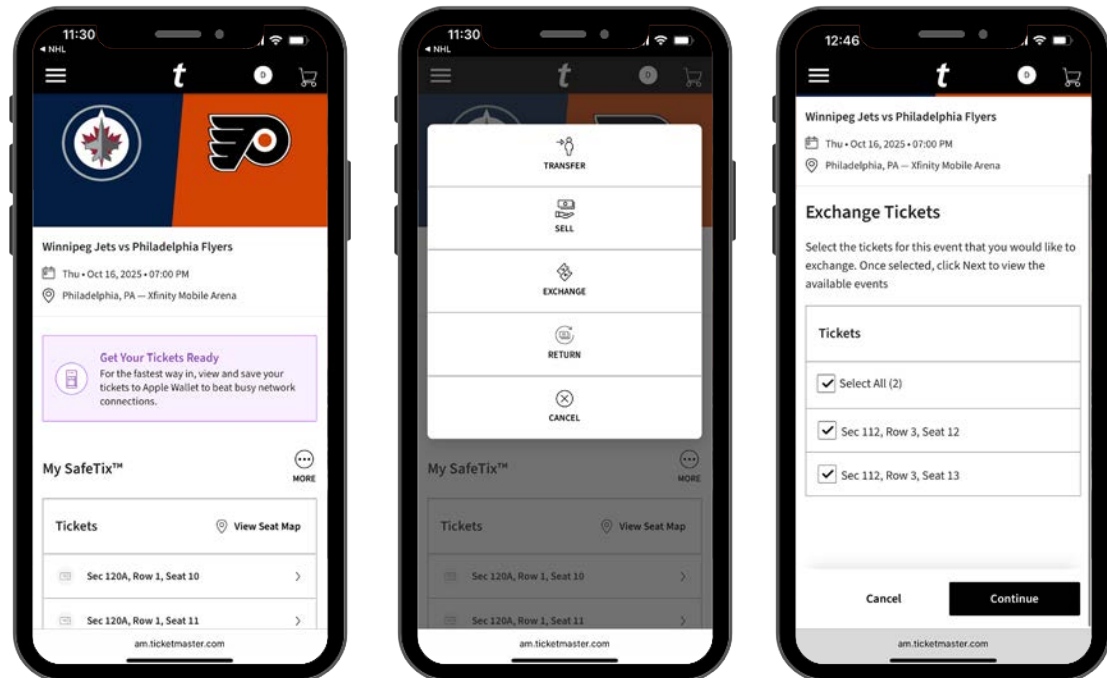 11:30
NHL
t
D
Winnipeg Jets vs Philadelphia Flyers
Thu • Oct 16, 2025 • 07:00 PM
Philadelphia, PA — Xfinity Mobile Arena
Get Your Tickets Ready
For the fastest way in, view and save your
tickets to Apple Wallet to beat busy network
connections.
My SafeTix™
MORE
Tickets
View Seat Map
Sec 120A, Row 1, Seat 10
Sec 120A, Row 1, Seat 11
am.ticketmaster.com
11:30
NHL
t
D
TRANSFER
SELL
EXCHANGE
RETURN
CANCEL
My SafeTix™
MORE
Tickets
View Seat Map
Sec 120A, Row 1, Seat 10
Sec 120A, Row 1, Seat 11
am.ticketmaster.com
12:46
t
D
Winnipeg Jets vs Philadelphia Flyers
Thu • Oct 16, 2025 • 07:00 PM
Philadelphia, PA — Xfinity Mobile Arena
Exchange Tickets
Select the tickets for this event that you would like to
exchange. Once selected, click Next to view the
available events
Tickets
Select All (2)
Sec 112, Row 3, Seat 12
Sec 112, Row 3, Seat 13
Cancel
Continue
am.ticketmaster.com